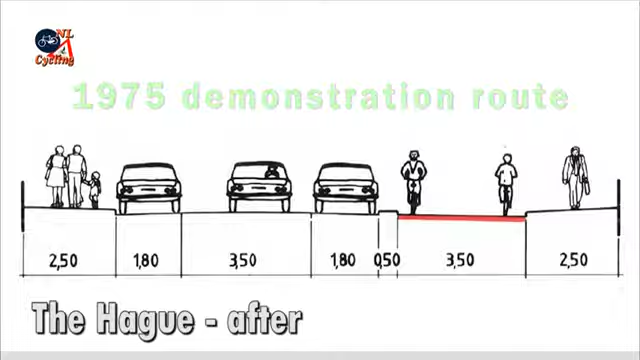 NL
Cycling
1975 demonstration route
2,50 1,80 3,50 1,80 0,50 3,50 2,50
The Hague - after